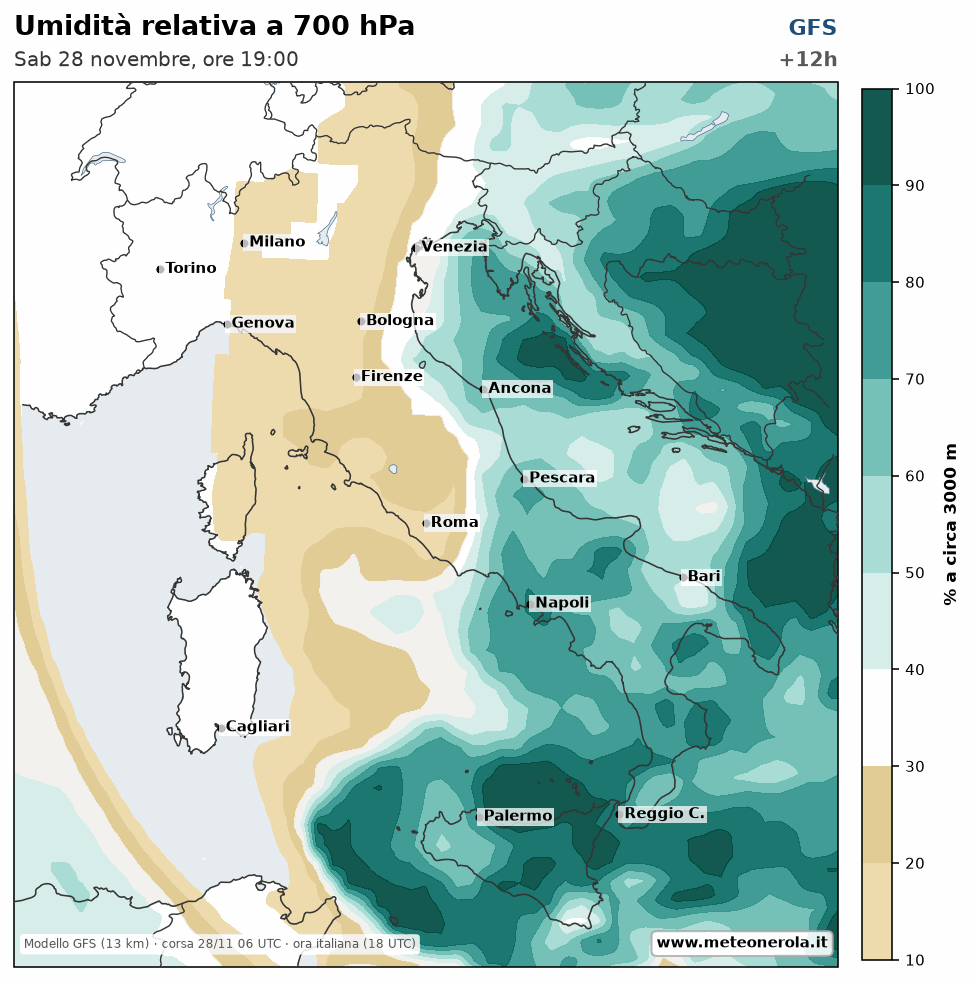 Umidità relativa a 700 hPa
GFS
Sab 28 novembre, ore 19:00
+12h
100
90
80
70
60
50
40
30
20
10
% a circa 3000 m
Milano
Venezia
Torino
Genova
Bologna
Firenze
Ancona
Pescara
Roma
Bari
Napoli
Cagliari
Palermo
Reggio C.
Modello GFS (13 km) · corsa 28/11 06 UTC · ora italiana (18 UTC)
www.meteonerola.it